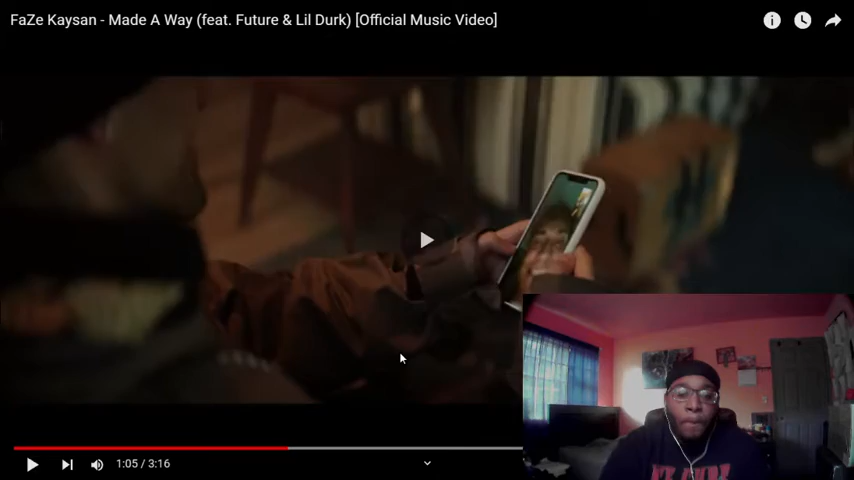 FaZe Kaysan - Made A Way (feat. Future & Lil Durk) [Official Music Video]
1:05 / 3:16